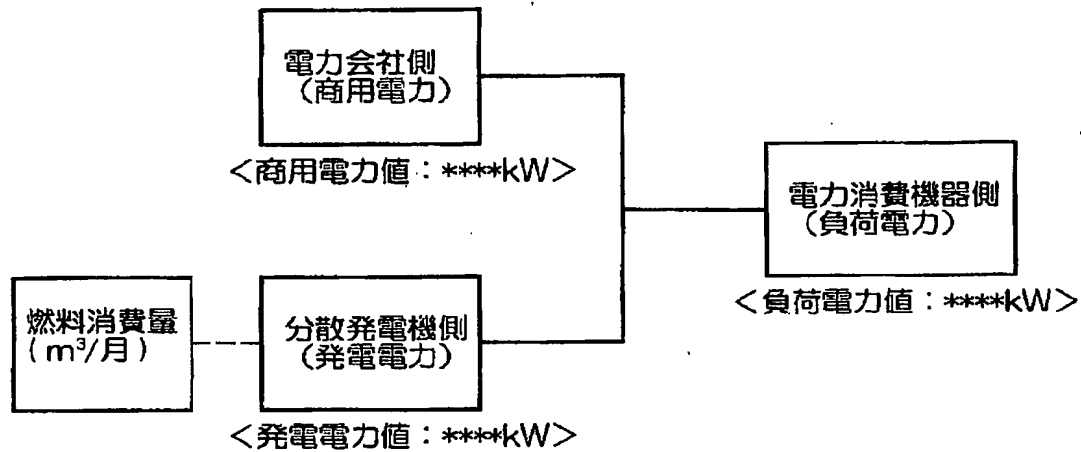 電力会社側
(商用電力)
<商用電力値：****kW>
電力消費機器側
(負荷電力)
<負荷電力値：****kW>
燃料消費量
(m³/月)
分散発電機側
(発電電力)
<発電電力値：****kW>